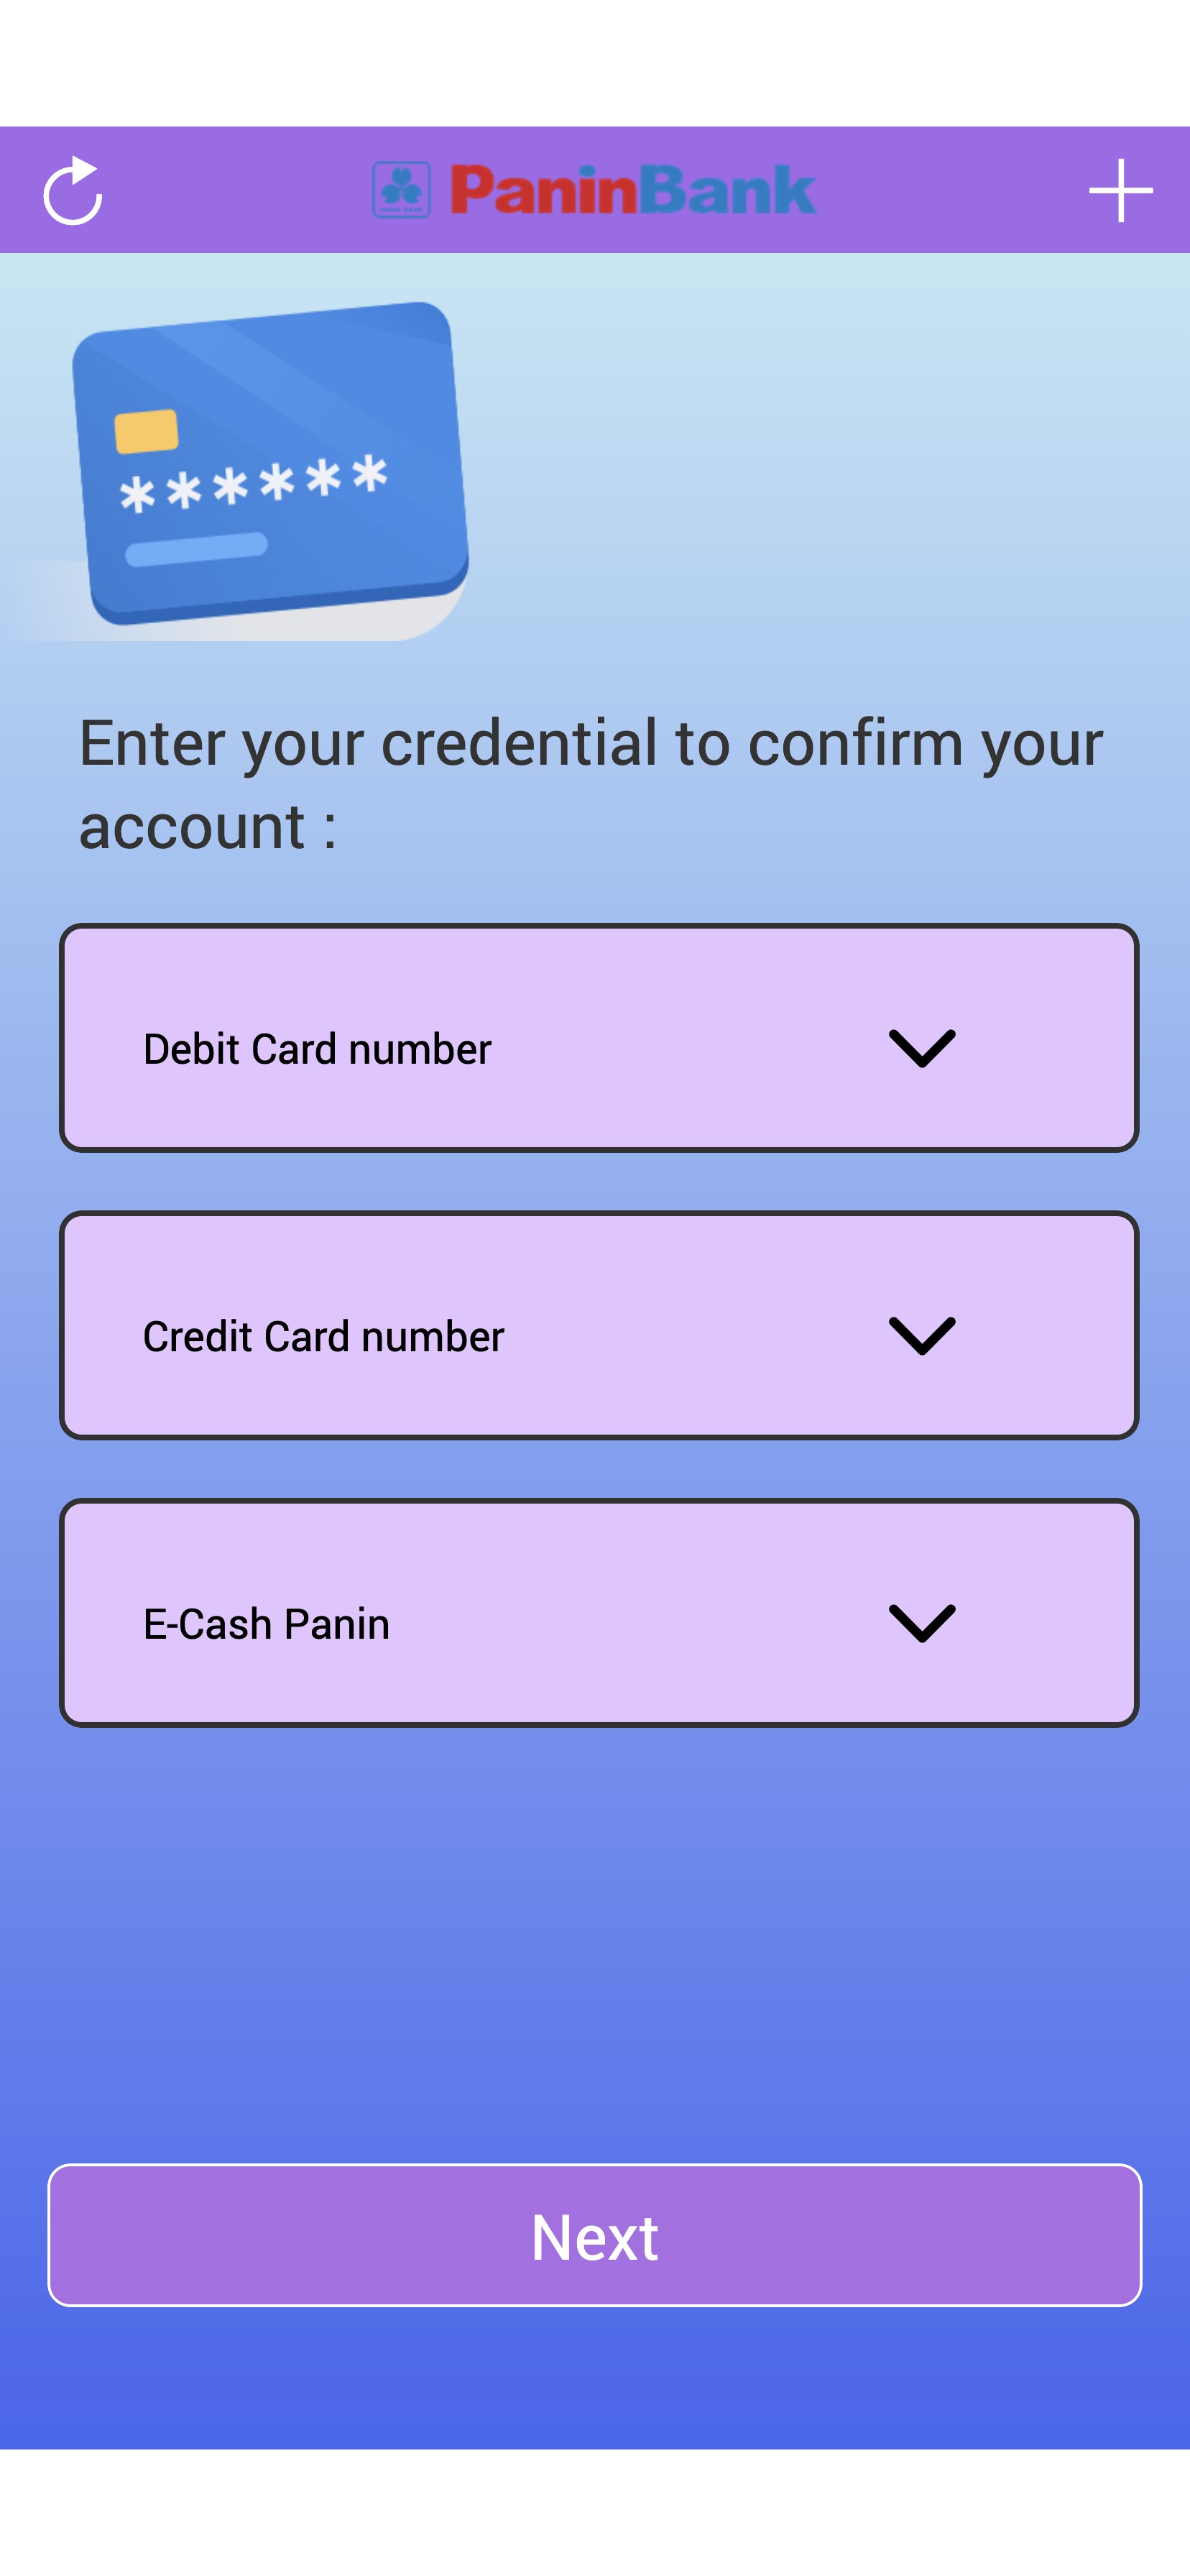 PaninBank
******
Enter your credential to confirm your
account :
Debit Card number
Credit Card number
E-Cash Panin
Next